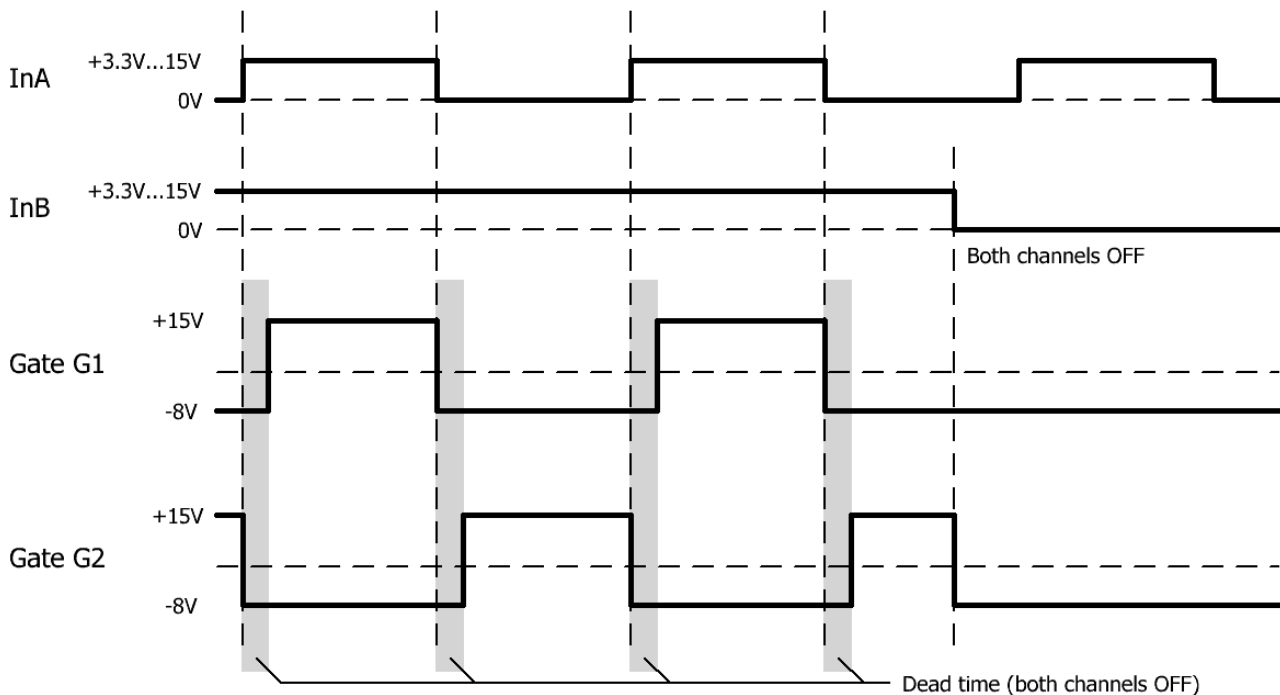 InA
+3.3V...15V
0V
InB
+3.3V...15V
0V
Both channels OFF
Gate G1
+15V
-8V
Gate G2
+15V
-8V
Dead time (both channels OFF)